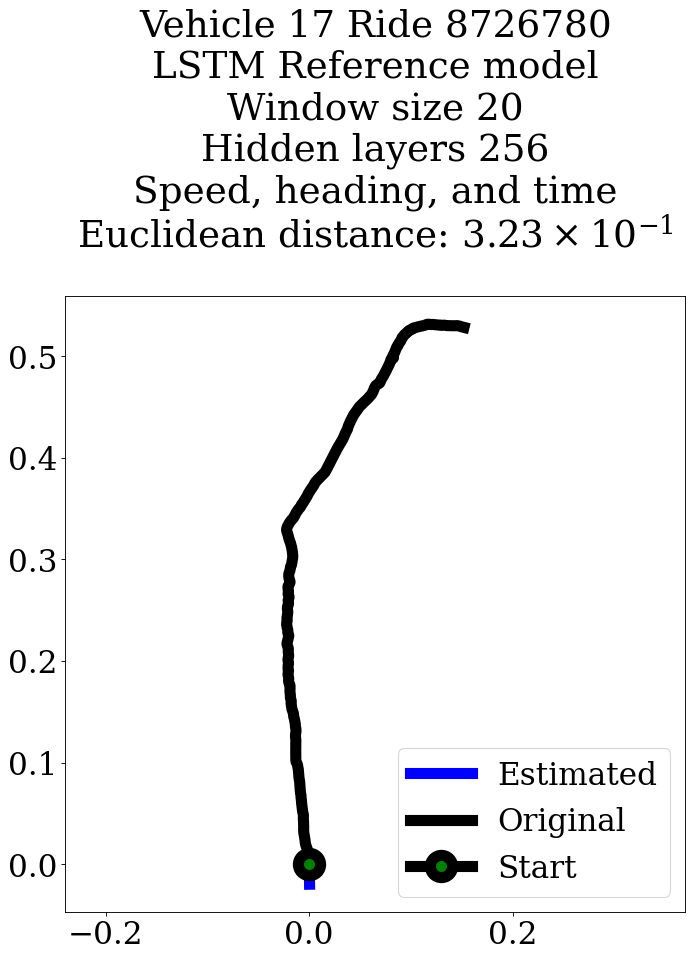 Vehicle 17 Ride 8726780
LSTM Reference model
Window size 20
Hidden layers 256
Speed, heading, and time
Euclidean distance: 3.23 × 10⁻¹
0.5
0.4
0.3
0.2
0.1
0.0
Estimated
Original
Start
−0.2 0.0 0.2